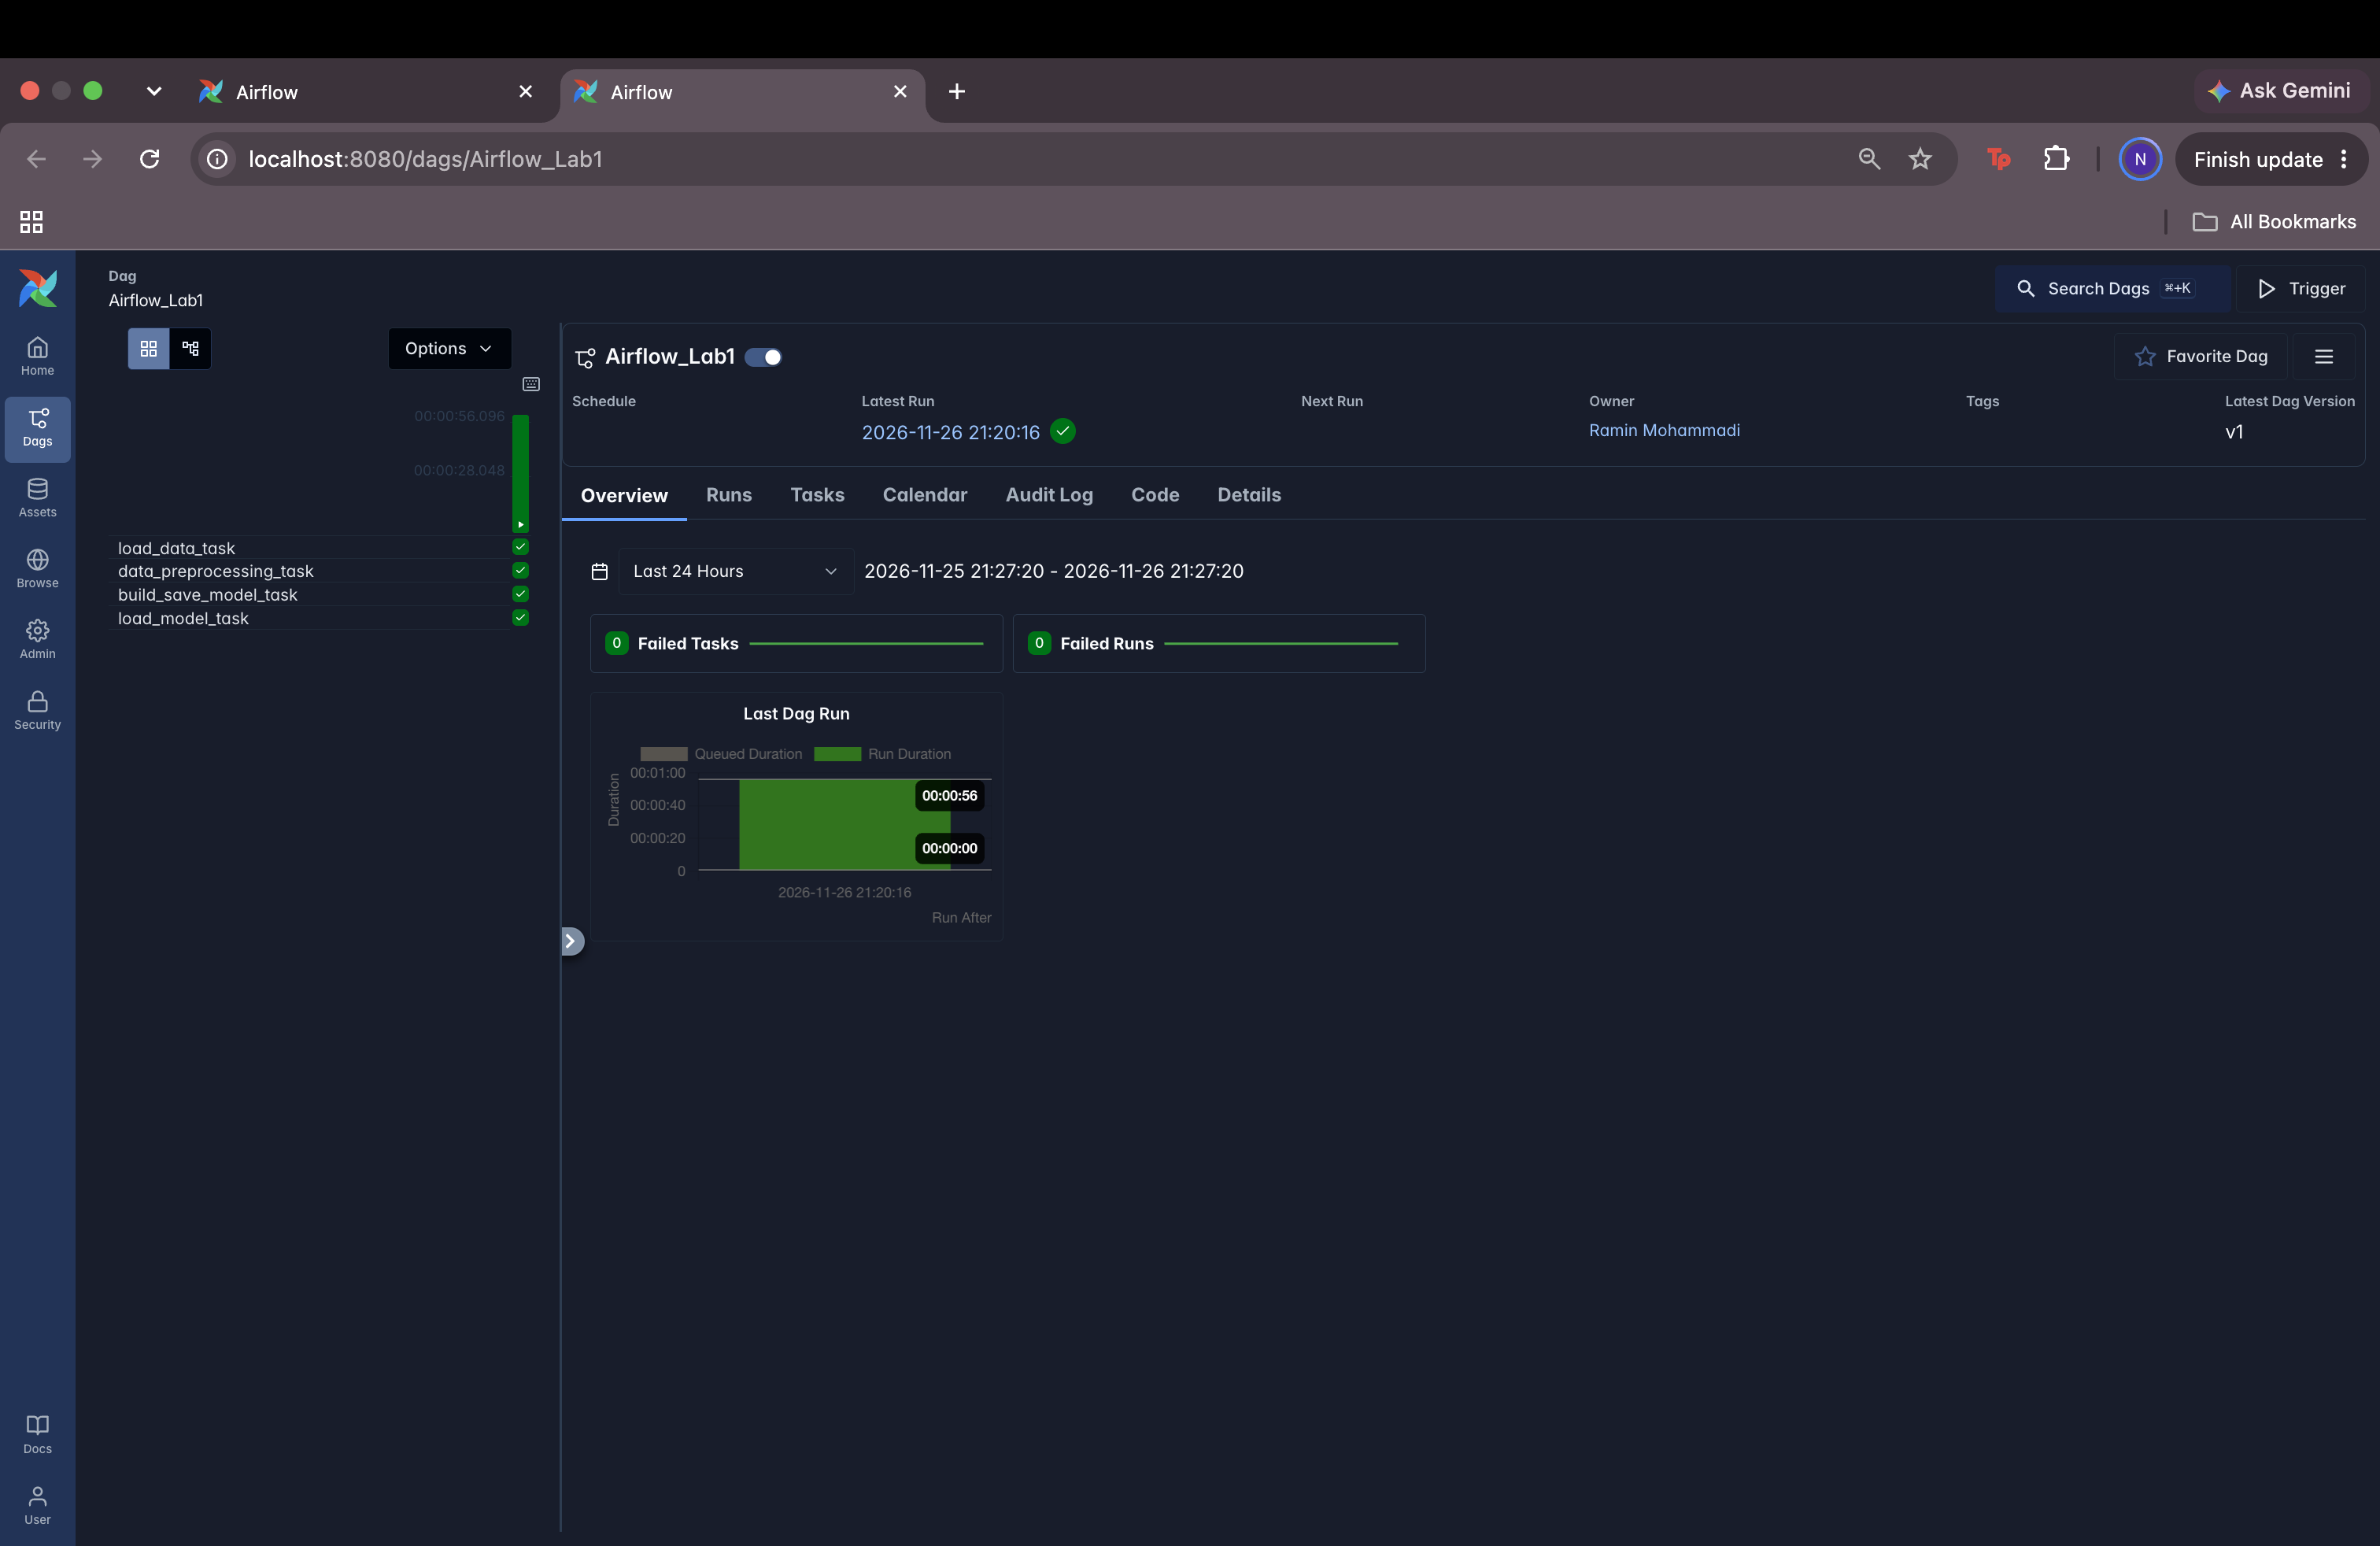 Airflow
Airflow
Ask Gemini
localhost:8080/dags/Airflow_Lab1
Tp
N
Finish update
All Bookmarks
Home
Dags
Assets
Browse
Admin
Security
Docs
User
Dag
Airflow_Lab1
Search Dags ⌘+K
Trigger
Options
00:00:56.096
00:00:28.048
load_data_task
data_preprocessing_task
build_save_model_task
load_model_task
Airflow_Lab1
Favorite Dag
Schedule
Latest Run
2026-11-26 21:20:16
Next Run
Owner
Ramin Mohammadi
Tags
Latest Dag Version
v1
Overview Runs Tasks Calendar Audit Log Code Details
Last 24 Hours 2026-11-25 21:27:20 - 2026-11-26 21:27:20
0 Failed Tasks
0 Failed Runs
Last Dag Run
Queued Duration Run Duration
Duration
00:01:00
00:00:40
00:00:20
0
00:00:56
00:00:00
2026-11-26 21:20:16
Run After